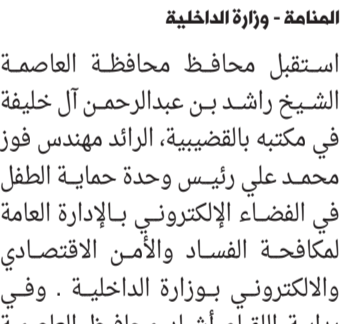 المنامة - وزارة الداخلية
استقبل محافظ محافظة العاصمة
الشيخ راشد بن عبدالرحمن آل خليفة
في مكتبه بالقضيبية، الرائد مهندس فوز
محمد علي رئيس وحدة حماية الطفل
في الفضاء الإلكتروني بالإدارة العامة
لمكافحة الفساد والأمن الاقتصادي
والالكتروني بوزارة الداخلية . وفي